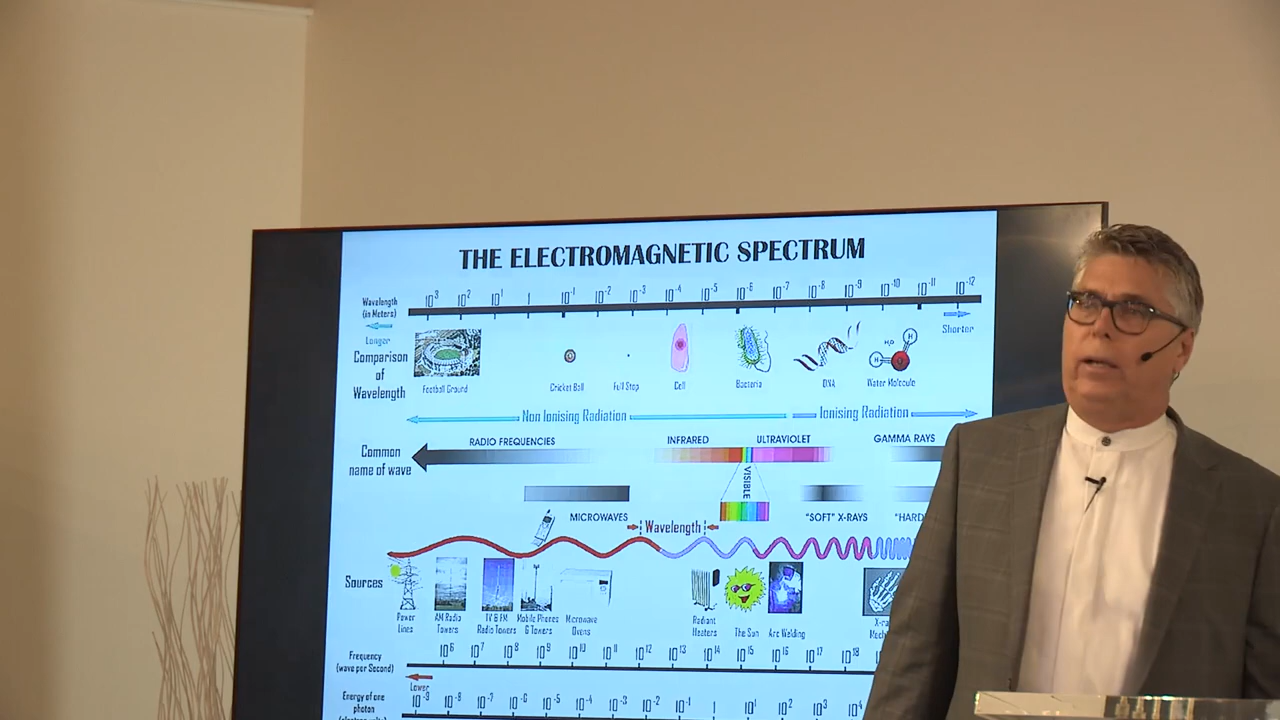 THE ELECTROMAGNETIC SPECTRUM
Wavelength
(in Meters)
10³ 10² 10¹ 1 10⁻¹ 10⁻² 10⁻³ 10⁻⁴ 10⁻⁵ 10⁻⁶ 10⁻⁷ 10⁻⁸ 10⁻⁹ 10⁻¹⁰ 10⁻¹¹ 10⁻¹²
Longer
Shorter
Comparison
of
Wavelength
H₂O
H
H
Football Ground
Cricket Ball
Full Stop
Cell
Bacteria
DNA
Water Molecule
Non Ionising Radiation
Ionising Radiation
Common
name of wave
RADIO FREQUENCIES
INFRARED
ULTRAVIOLET
GAMMA RAYS
VISIBLE
MICROWAVES
"SOFT" X-RAYS
"HARD
Wavelength
Sources
Power
Lines
AM Radio
Towers
TV & FM
Radio Towers
Mobile Phones
& Towers
Microwave
Ovens
Radiant
Heaters
The Sun
Arc Welding
X-ra
Mach
Frequency
(wave per Second)
10⁶ 10⁷ 10⁸ 10⁹ 10¹⁰ 10¹¹ 10¹² 10¹³ 10¹⁴ 10¹⁵ 10¹⁶ 10¹⁷ 10¹⁸
Lower
Energy of one
photon
10⁻⁹ 10⁻⁸ 10⁻⁷ 10⁻⁶ 10⁻⁵ 10⁻⁴ 10⁻³ 10⁻² 10⁻¹ 1 10¹ 10² 10³ 10⁴